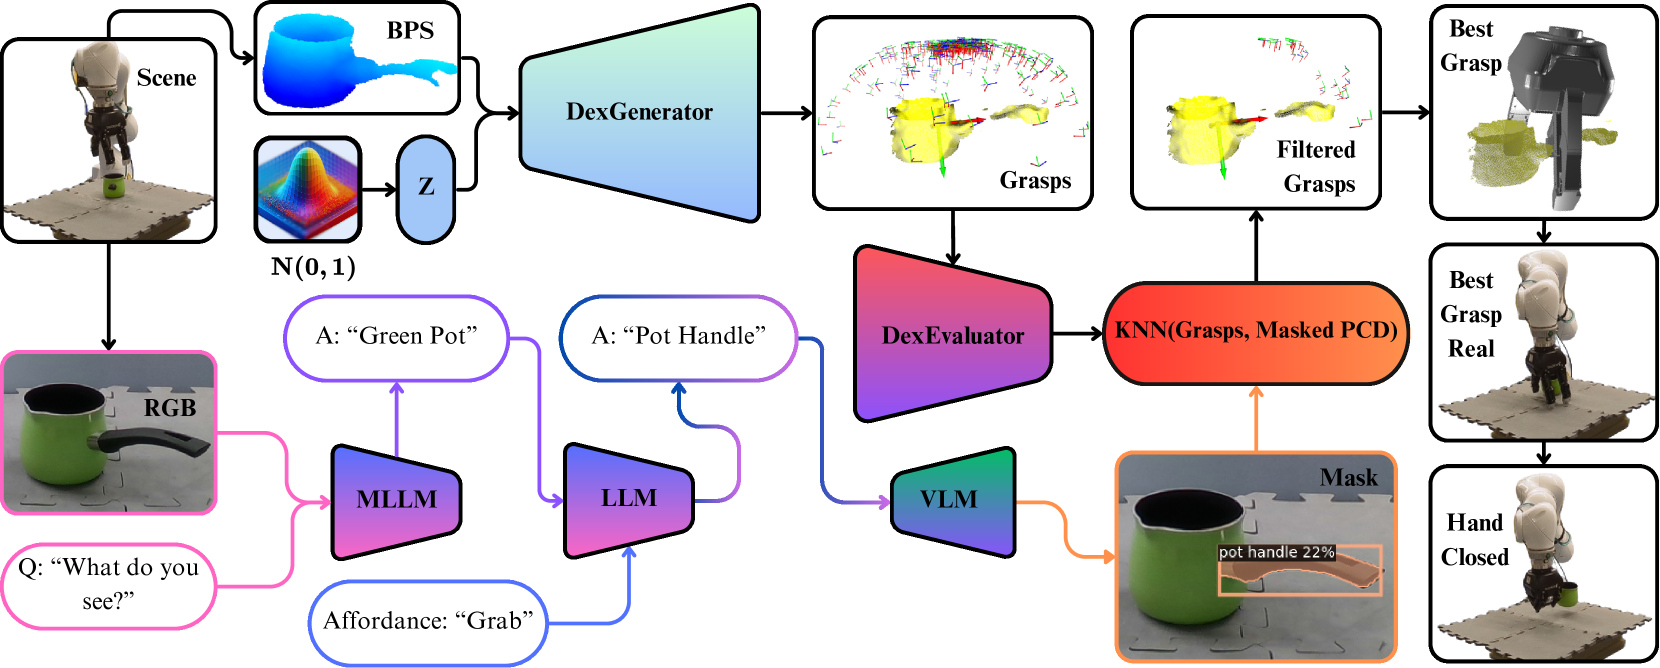 Scene
BPS
N(0, 1)
Z
DexGenerator
Grasps
Filtered
Grasps
Best
Grasp
DexEvaluator
KNN(Grasps, Masked PCD)
Best
Grasp
Real
RGB
A: “Green Pot”
A: “Pot Handle”
MLLM
LLM
VLM
Mask
pot handle 22%
Hand
Closed
Q: “What do you
see?”
Affordance: “Grab”